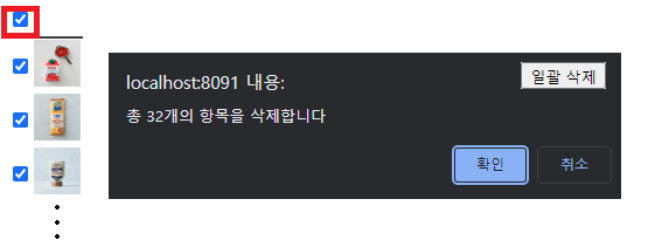 localhost:8091 내용:
일괄 삭제
총 32개의 항목을 삭제합니다
확인
취소